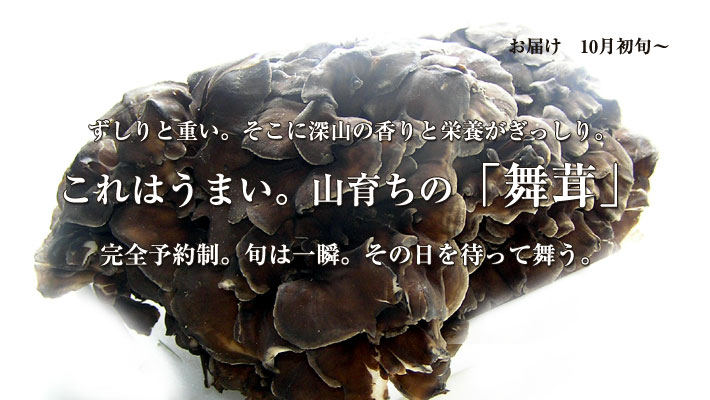 お届け　10月初旬～
ずしりと重い。そこに深山の香りと栄養がぎっしり。
これはうまい。山育ちの「舞茸」
完全予約制。旬は一瞬。その日を待って舞う。